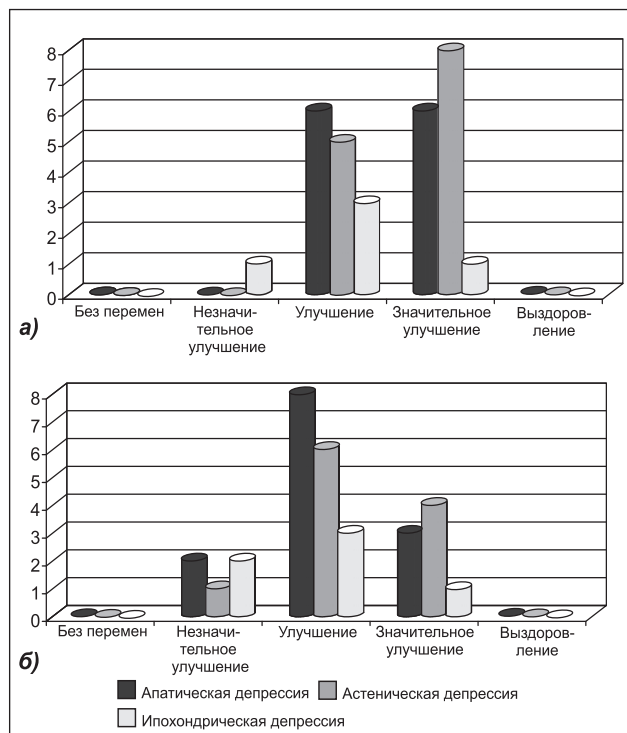 8
7
6
5
4
3
2
1
0
Без перемен Незначи- Улучшение Значительное Выздоров-
тельное улучшение ление
улучшение
а)
8
7
6
5
4
3
2
1
0
Без перемен Незначи- Улучшение Значительное Выздоров-
тельное улучшение ление
улучшение
б)
Апатическая депрессия Астеническая депрессия
Ипохондрическая депрессия